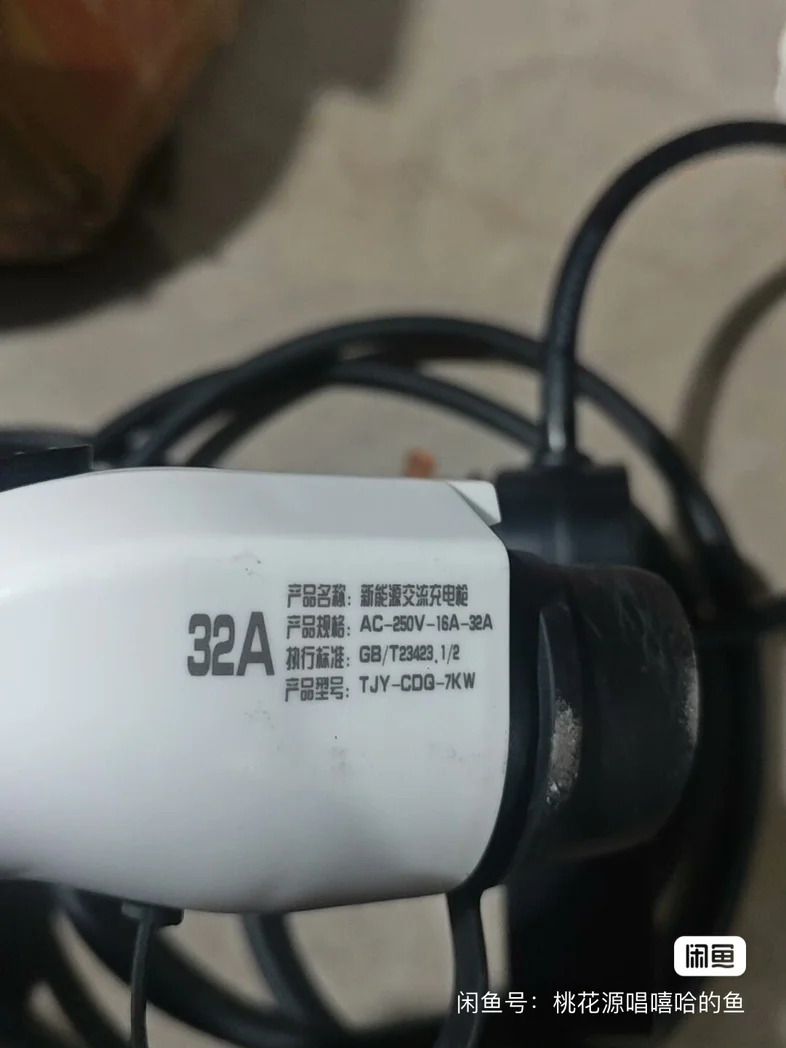 32A
产品名称：新能源交流充电枪
产品规格：AC-250V-16A-32A
执行标准：GB/T23423.1/2
产品型号：TJY-CDQ-7KW
闲鱼
闲鱼号：桃花源唱嘻哈的鱼